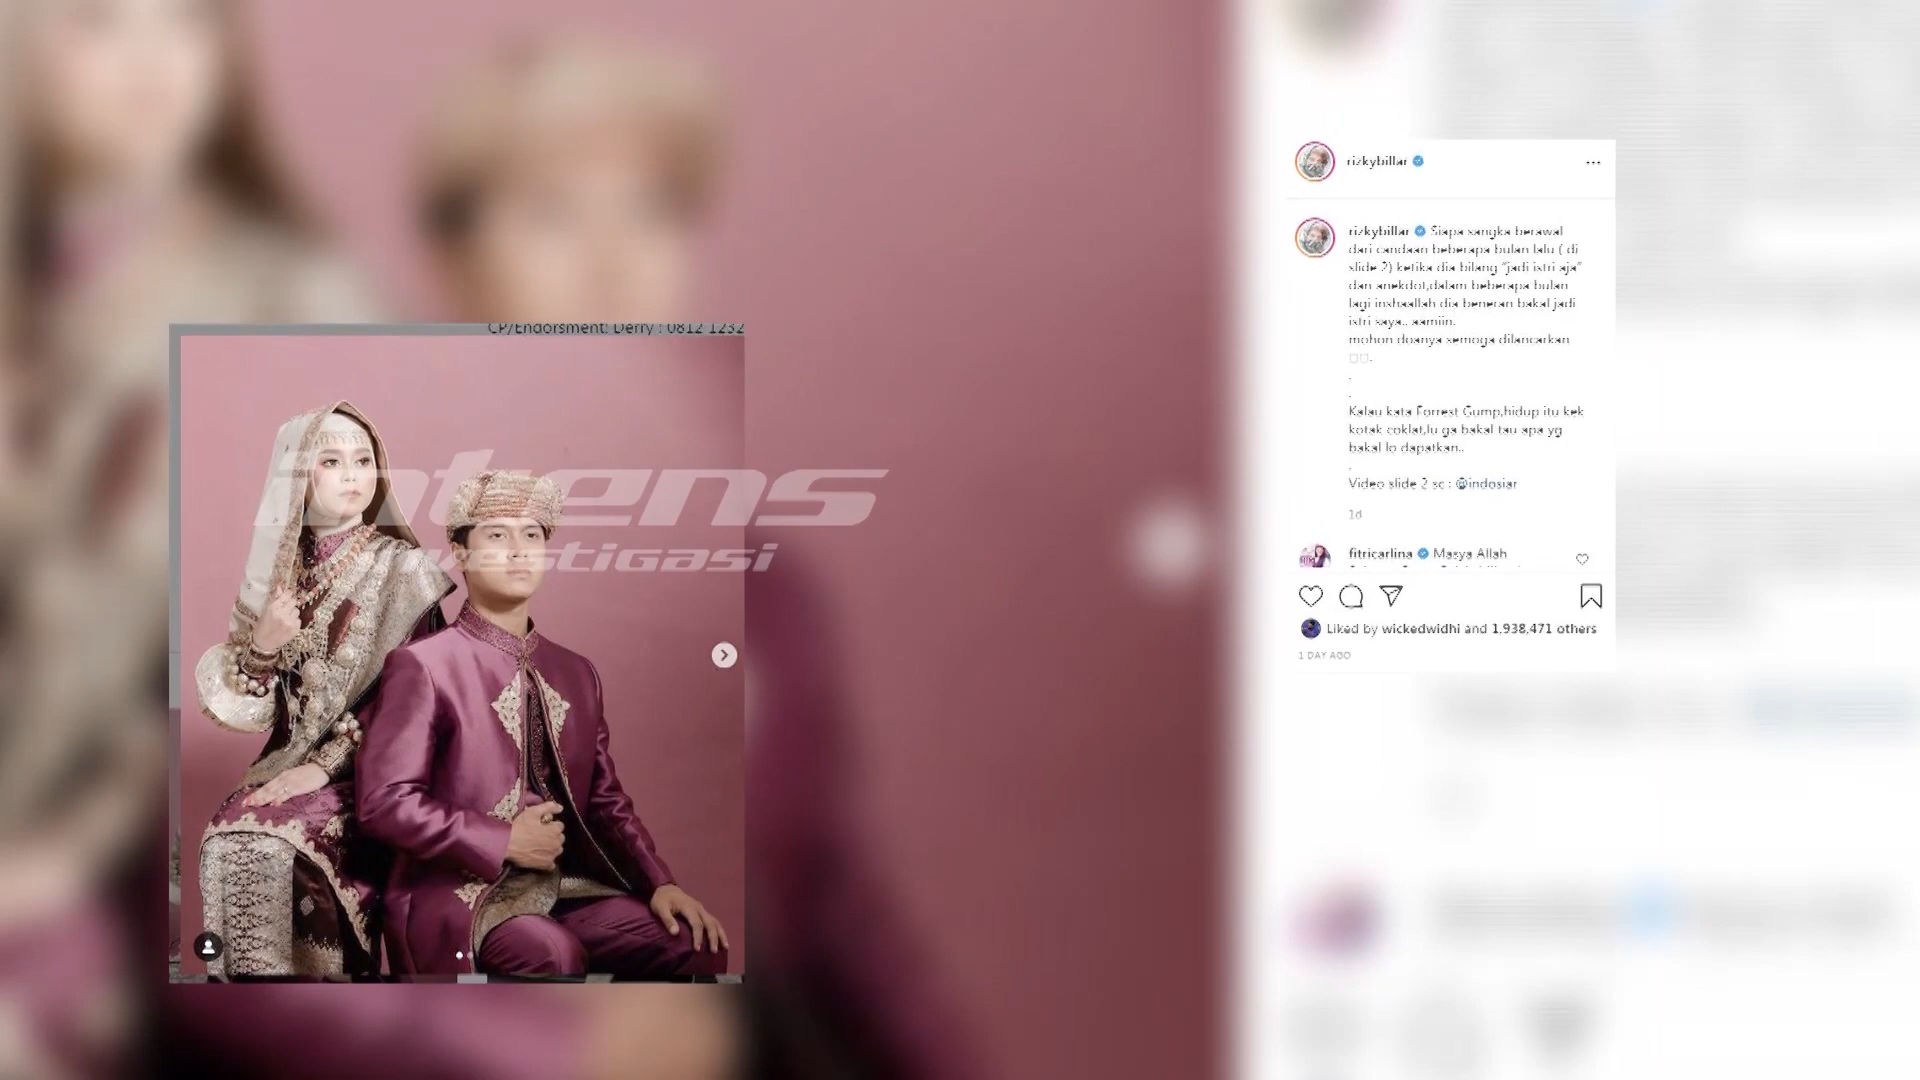 CP/Endorsment: Derry : 0812 1232
intens
investigasi
rizkybillar
rizkybillar Siapa sangka berawal
dari candaan beberapa bulan lalu ( di
slide 2) ketika dia bilang "jadi istri aja"
dan anekdot,dalam beberapa bulan
lagi inshaallah dia beneran bakal jadi
istri saya.. aamiin.
mohon doanya semoga dilancarkan
.
.
.
Kalau kata Forrest Gump,hidup itu kek
kotak coklat,lu ga bakal tau apa yg
bakal lo dapatkan..
.
Video slide 2 sc : @indosiar
1d
fitricarlina Masya Allah
Liked by wickedwidhi and 1,938,471 others
1 DAY AGO